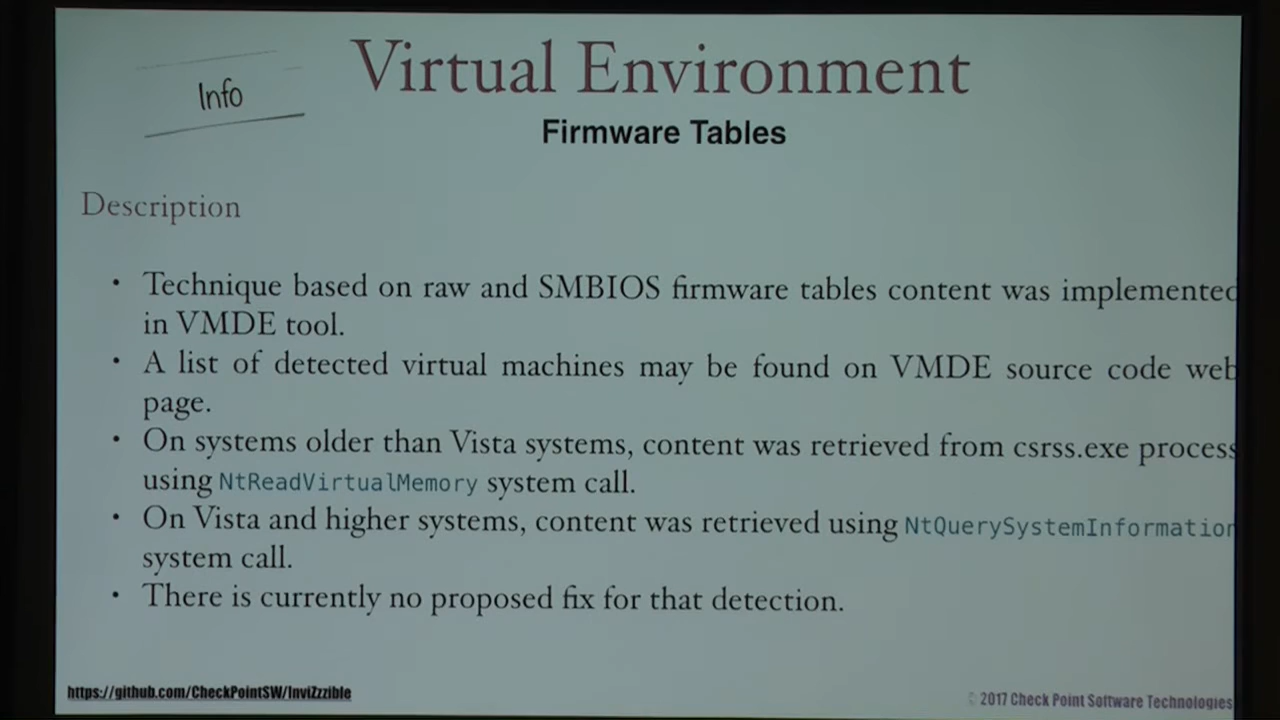 Info
Virtual Environment
Firmware Tables
Description
• Technique based on raw and SMBIOS firmware tables content was implemented
in VMDE tool.
• A list of detected virtual machines may be found on VMDE source code web
page.
• On systems older than Vista systems, content was retrieved from csrss.exe process
using NtReadVirtualMemory system call.
• On Vista and higher systems, content was retrieved using NtQuerySystemInformation
system call.
• There is currently no proposed fix for that detection.
https://github.com/CheckPointSW/InviZzzible
© 2017 Check Point Software Technologies